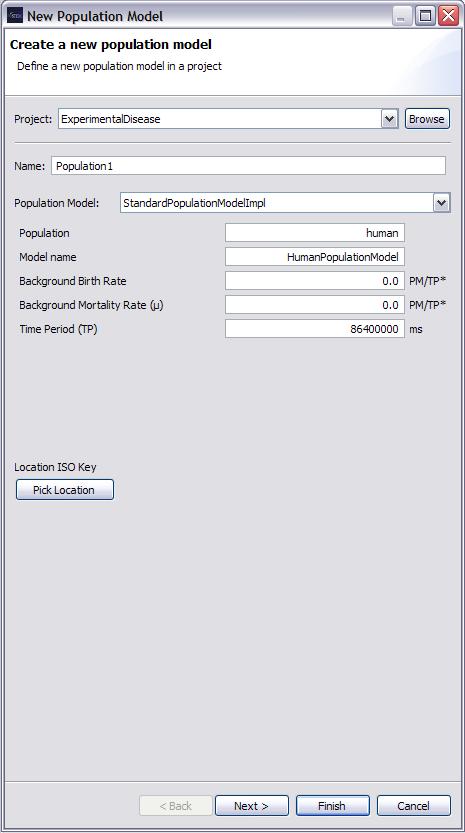 New Population Model
Create a new population model
Define a new population model in a project
Project: ExperimentalDisease Browse
Name: Population1
Population Model: StandardPopulationModelImpl
Population human
Model name HumanPopulationModel
Background Birth Rate 0.0 PM/TP*
Background Mortality Rate (μ) 0.0 PM/TP*
Time Period (TP) 86400000 ms
Location ISO Key
Pick Location
< Back Next > Finish Cancel